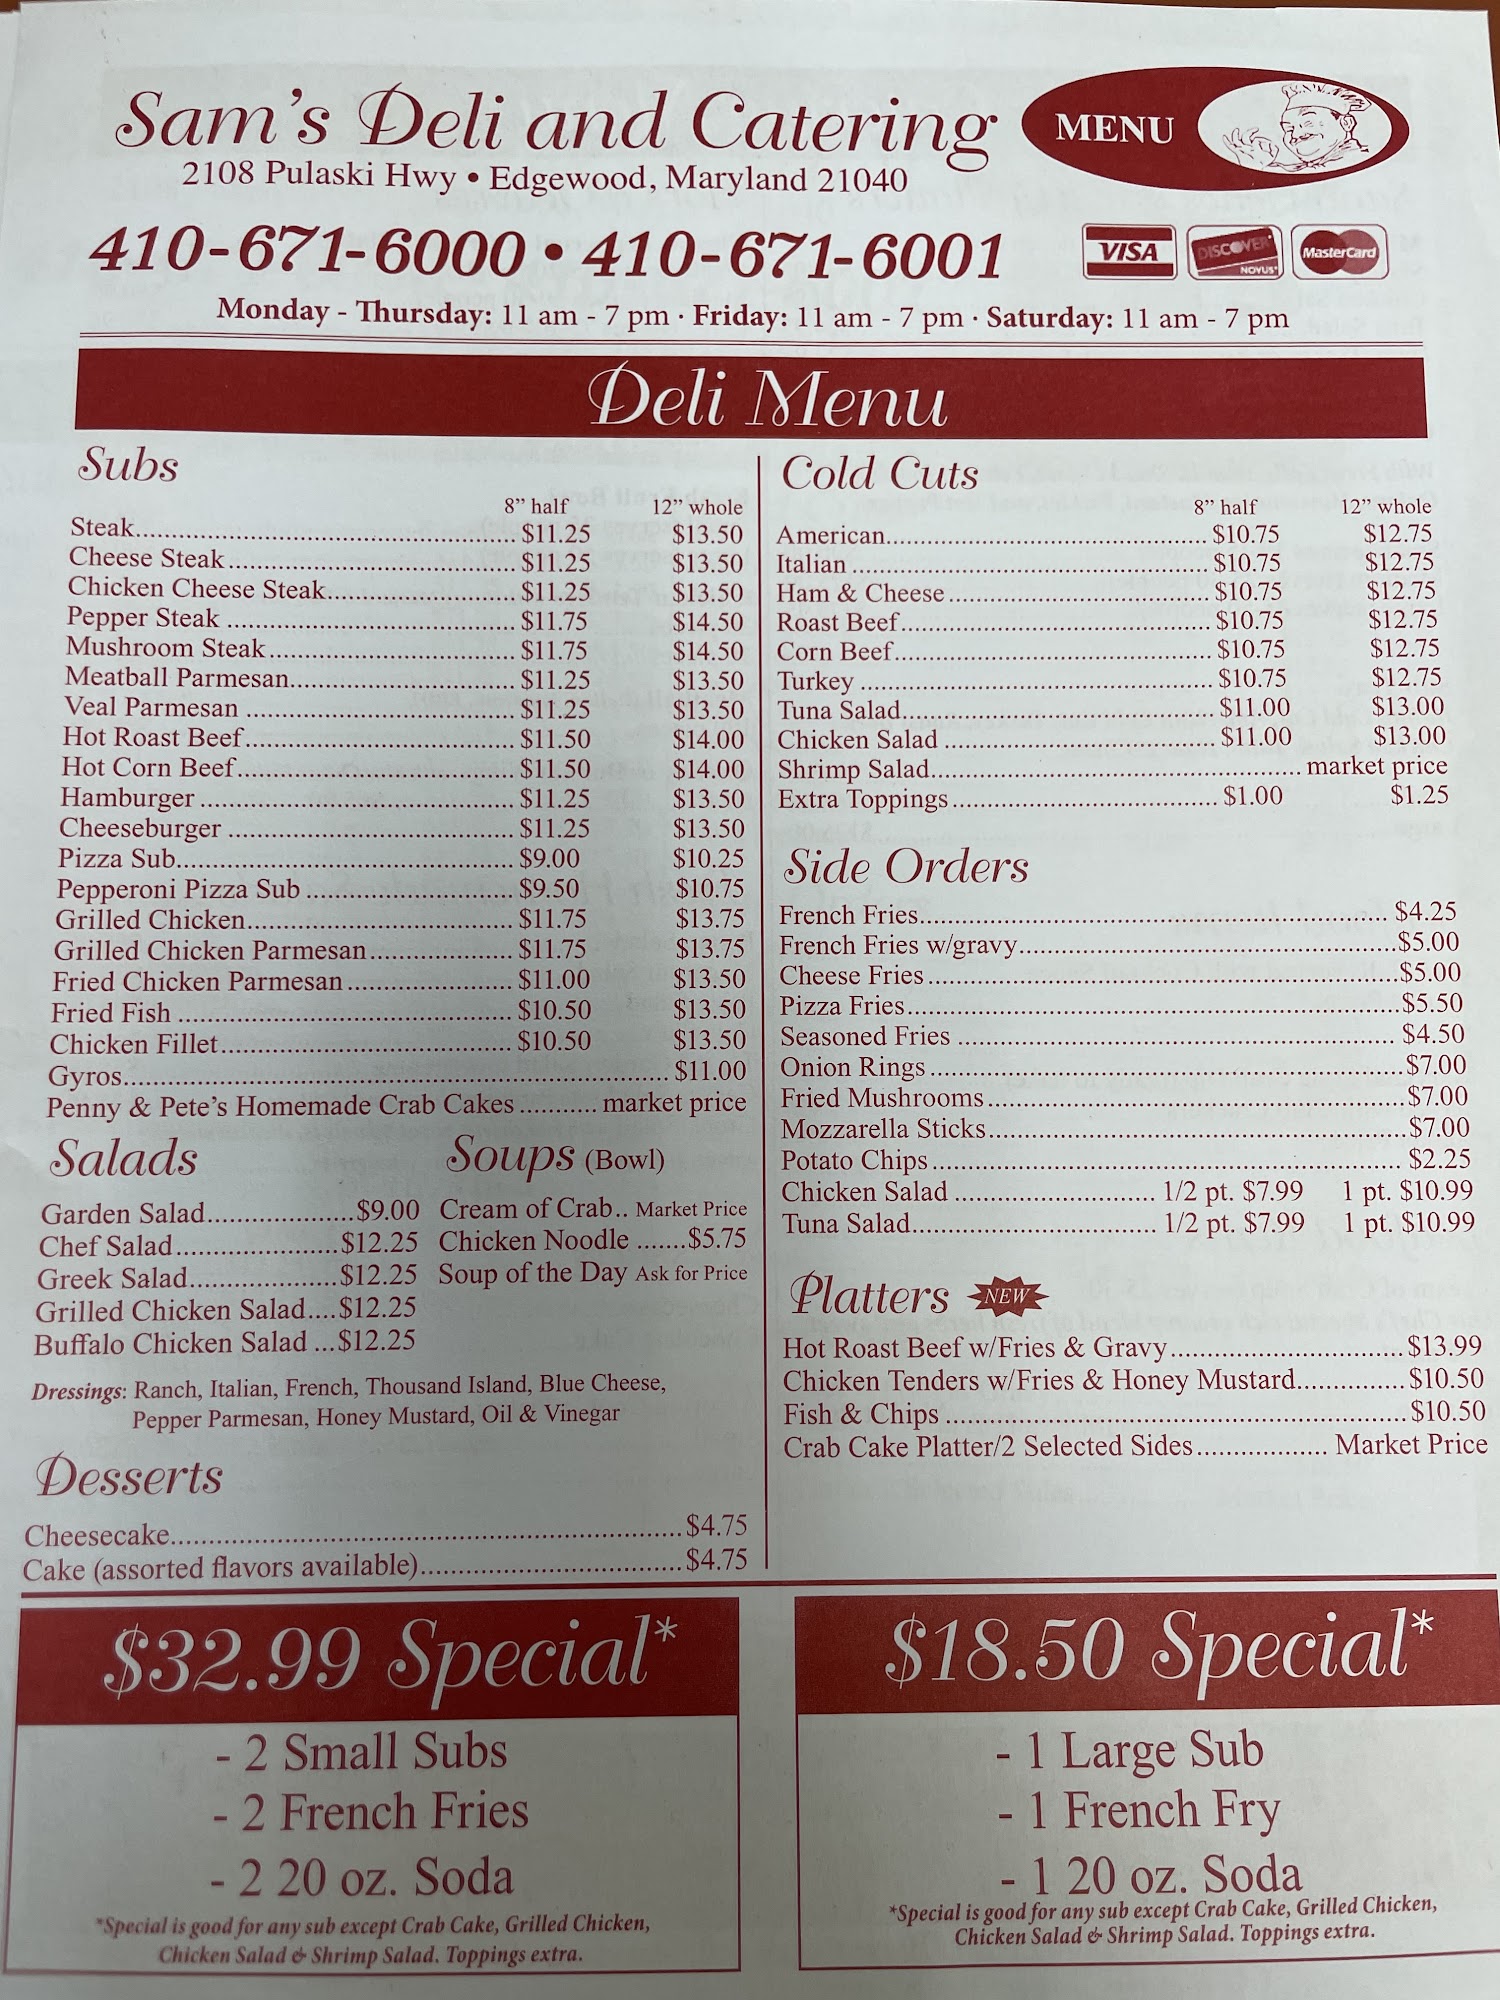 Sam's Deli and Catering
MENU
2108 Pulaski Hwy • Edgewood, Maryland 21040
410-671-6000 • 410-671-6001
VISA
DISCOVER
NOVUS
MasterCard
Monday - Thursday: 11 am - 7 pm · Friday: 11 am - 7 pm · Saturday: 11 am - 7 pm
Deli Menu
Subs
8" half 12" whole
Steak $11.25 $13.50
Cheese Steak $11.25 $13.50
Chicken Cheese Steak $11.25 $13.50
Pepper Steak $11.75 $14.50
Mushroom Steak $11.75 $14.50
Meatball Parmesan $11.25 $13.50
Veal Parmesan $11.25 $13.50
Hot Roast Beef $11.50 $14.00
Hot Corn Beef $11.50 $14.00
Hamburger $11.25 $13.50
Cheeseburger $11.25 $13.50
Pizza Sub $9.00 $10.25
Pepperoni Pizza Sub $9.50 $10.75
Grilled Chicken $11.75 $13.75
Grilled Chicken Parmesan $11.75 $13.75
Fried Chicken Parmesan $11.00 $13.50
Fried Fish $10.50 $13.50
Chicken Fillet $10.50 $13.50
Gyros $11.00
Penny & Pete's Homemade Crab Cakes market price
Salads
Garden Salad $9.00
Chef Salad $12.25
Greek Salad $12.25
Grilled Chicken Salad $12.25
Buffalo Chicken Salad $12.25
Soups (Bowl)
Cream of Crab Market Price
Chicken Noodle $5.75
Soup of the Day Ask for Price
Dressings: Ranch, Italian, French, Thousand Island, Blue Cheese,
Pepper Parmesan, Honey Mustard, Oil & Vinegar
Desserts
Cheesecake $4.75
Cake (assorted flavors available) $4.75
Cold Cuts
8" half 12" whole
American $10.75 $12.75
Italian $10.75 $12.75
Ham & Cheese $10.75 $12.75
Roast Beef $10.75 $12.75
Corn Beef $10.75 $12.75
Turkey $10.75 $12.75
Tuna Salad $11.00 $13.00
Chicken Salad $11.00 $13.00
Shrimp Salad market price
Extra Toppings $1.00 $1.25
Side Orders
French Fries $4.25
French Fries w/gravy $5.00
Cheese Fries $5.00
Pizza Fries $5.50
Seasoned Fries $4.50
Onion Rings $7.00
Fried Mushrooms $7.00
Mozzarella Sticks $7.00
Potato Chips $2.25
Chicken Salad 1/2 pt. $7.99 1 pt. $10.99
Tuna Salad 1/2 pt. $7.99 1 pt. $10.99
Platters NEW
Hot Roast Beef w/Fries & Gravy $13.99
Chicken Tenders w/Fries & Honey Mustard $10.50
Fish & Chips $10.50
Crab Cake Platter/2 Selected Sides Market Price
$32.99 Special*
- 2 Small Subs
- 2 French Fries
- 2 20 oz. Soda
*Special is good for any sub except Crab Cake, Grilled Chicken,
Chicken Salad & Shrimp Salad. Toppings extra.
$18.50 Special*
- 1 Large Sub
- 1 French Fry
- 1 20 oz. Soda
*Special is good for any sub except Crab Cake, Grilled Chicken,
Chicken Salad & Shrimp Salad. Toppings extra.